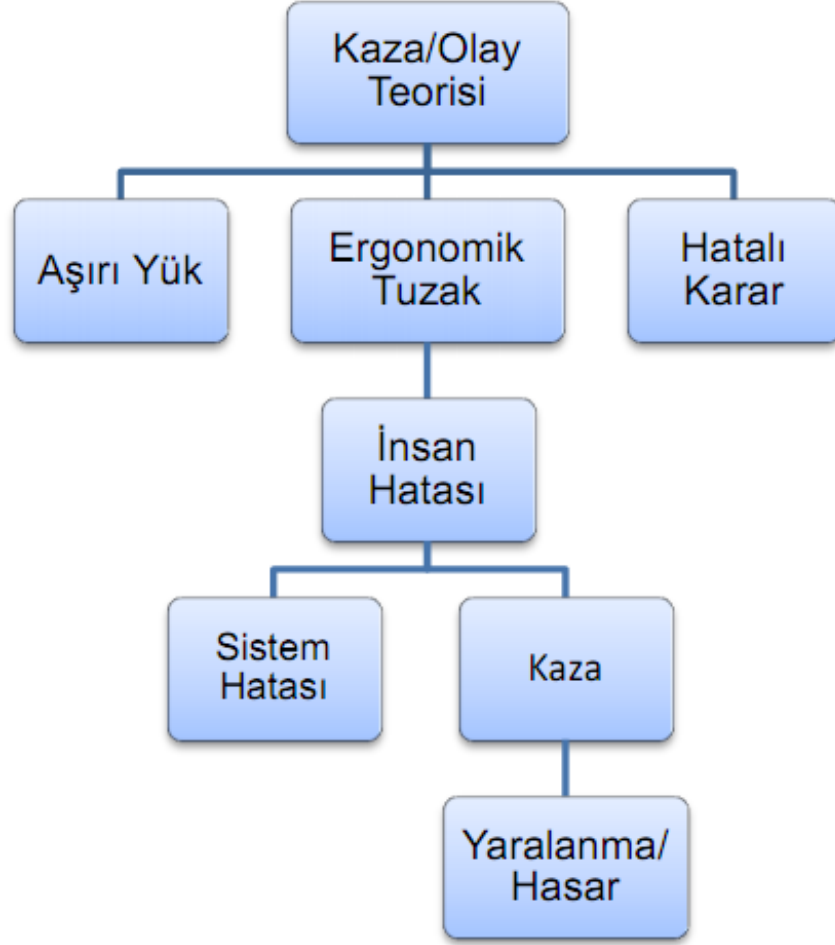 Kaza/Olay
Teorisi
Aşırı Yük
Ergonomik
Tuzak
Hatalı
Karar
İnsan
Hatası
Sistem
Hatası
Kaza
Yaralanma/
Hasar